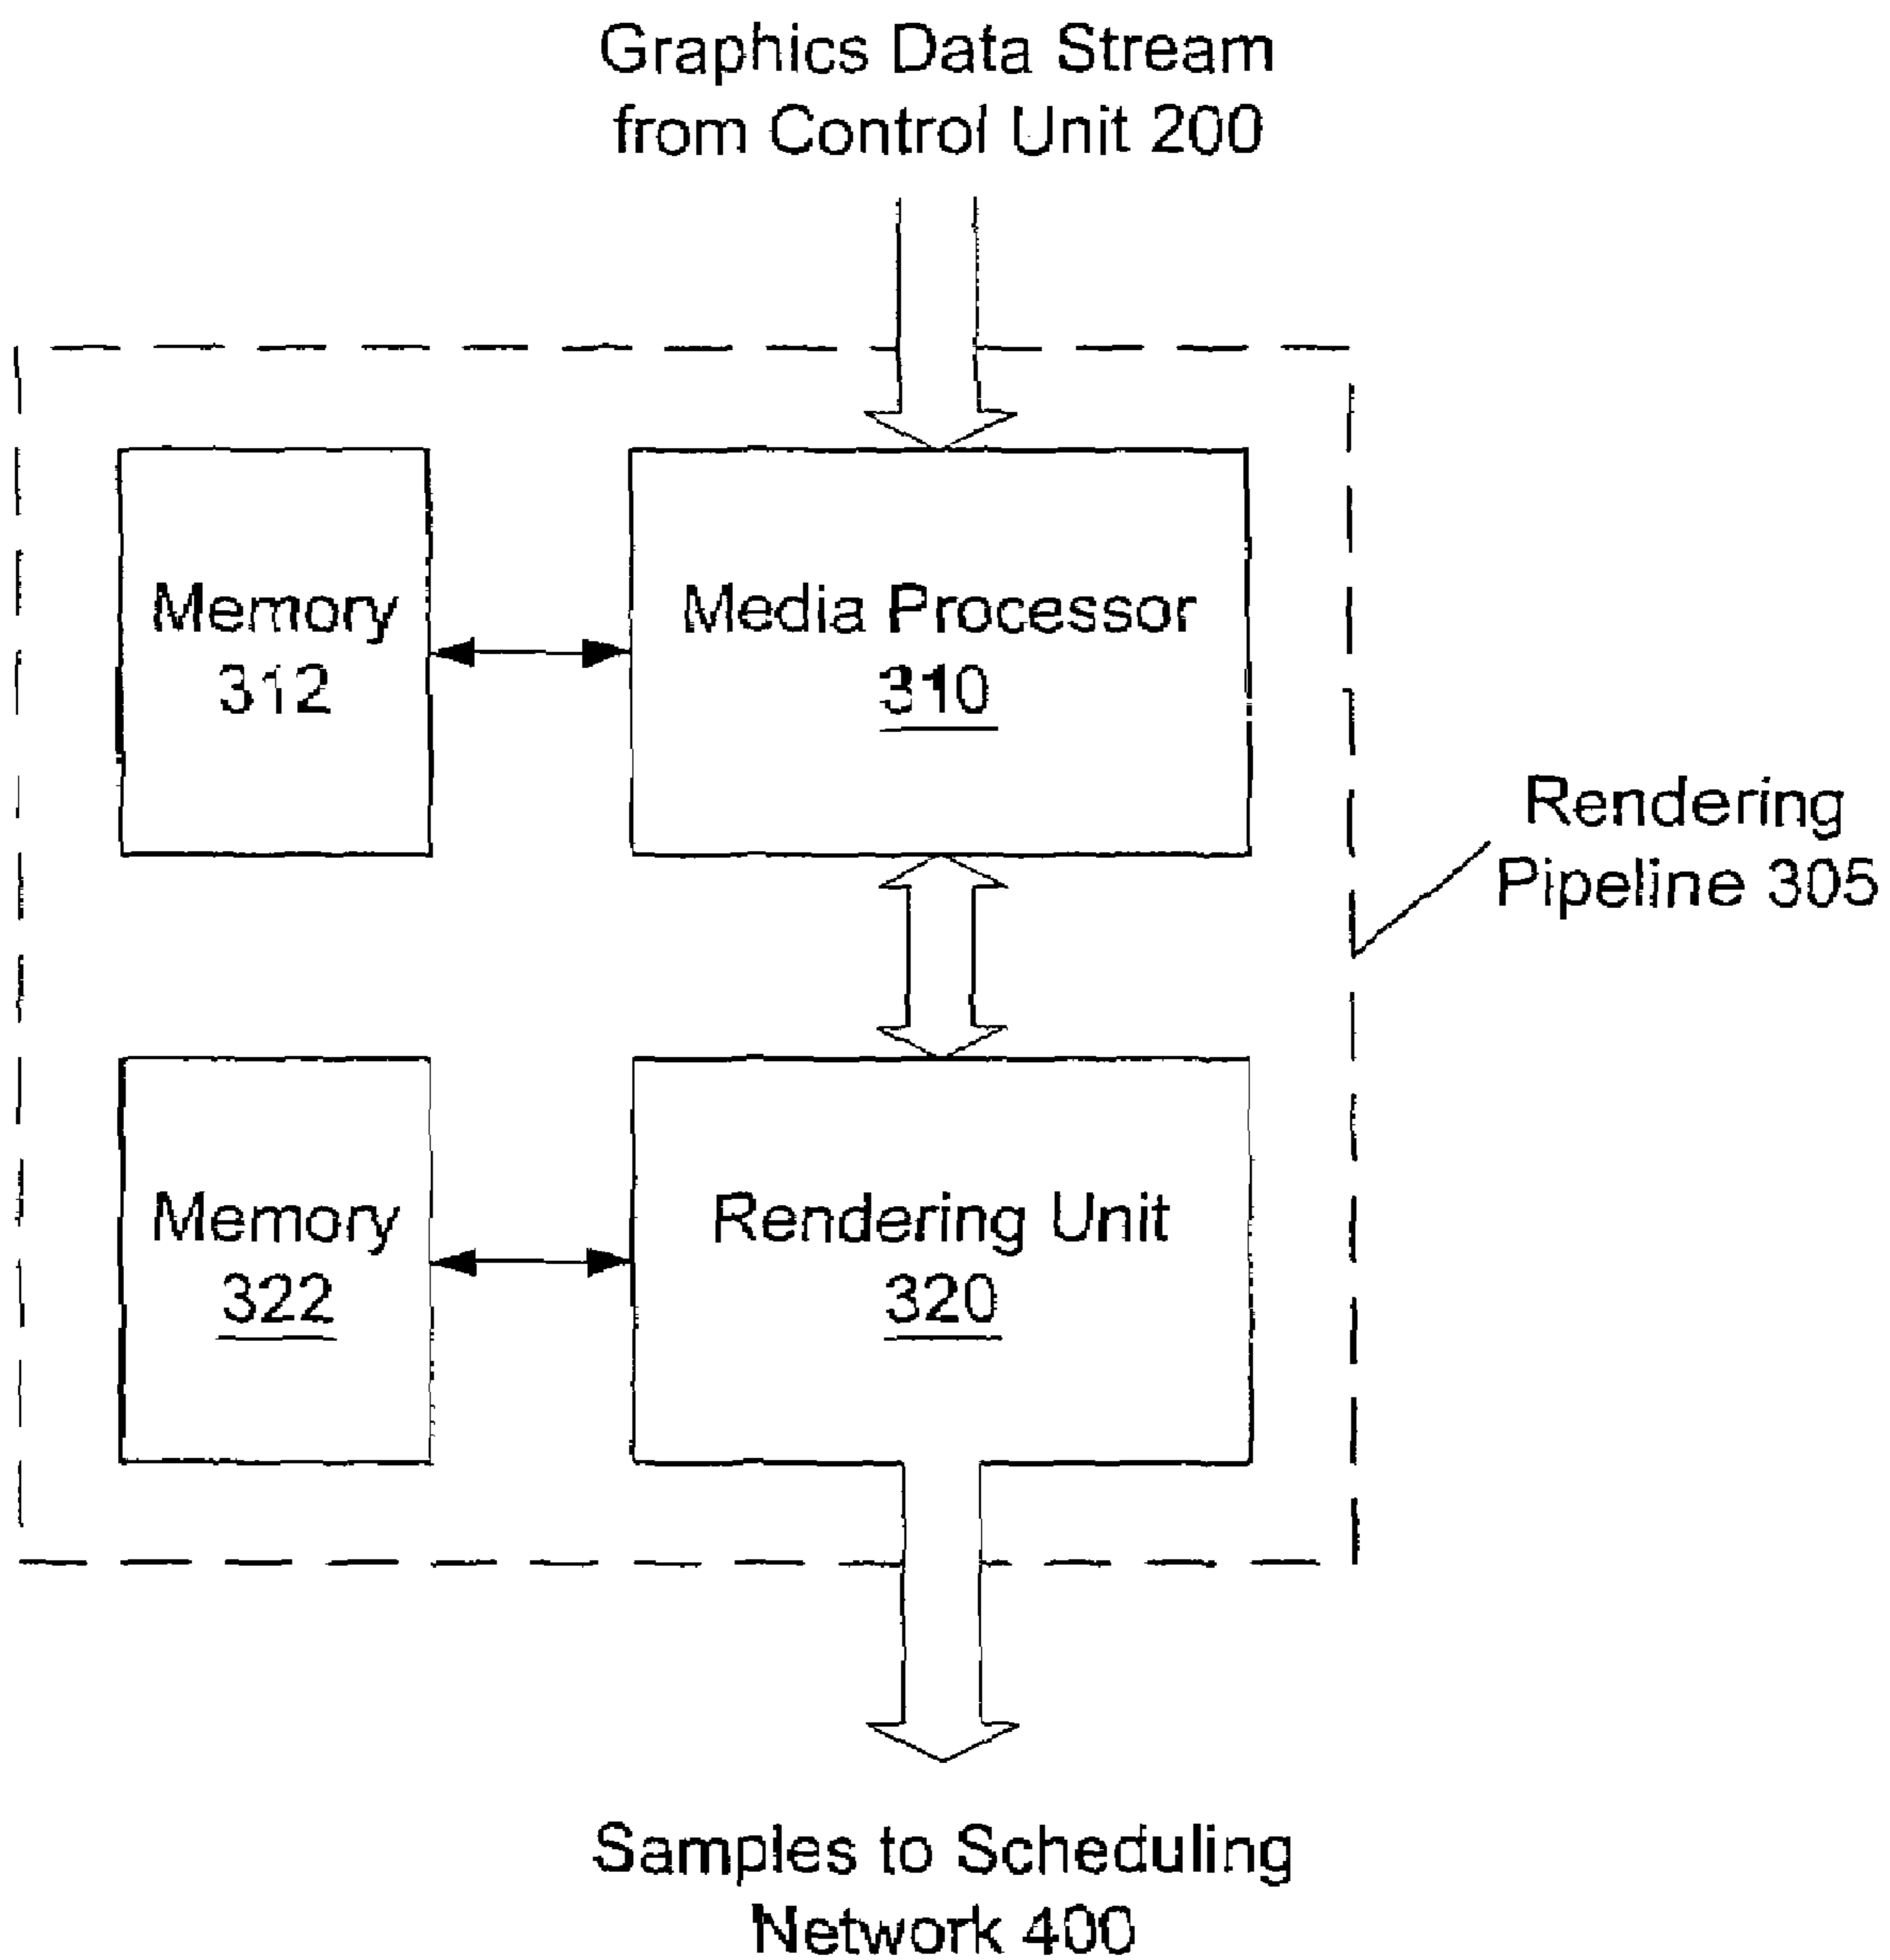 Graphics Data Stream
from Control Unit 200
Memory
312
Media Processor
310
Rendering
Pipeline 305
Memory
322
Rendering Unit
320
Samples to Scheduling
Network 400